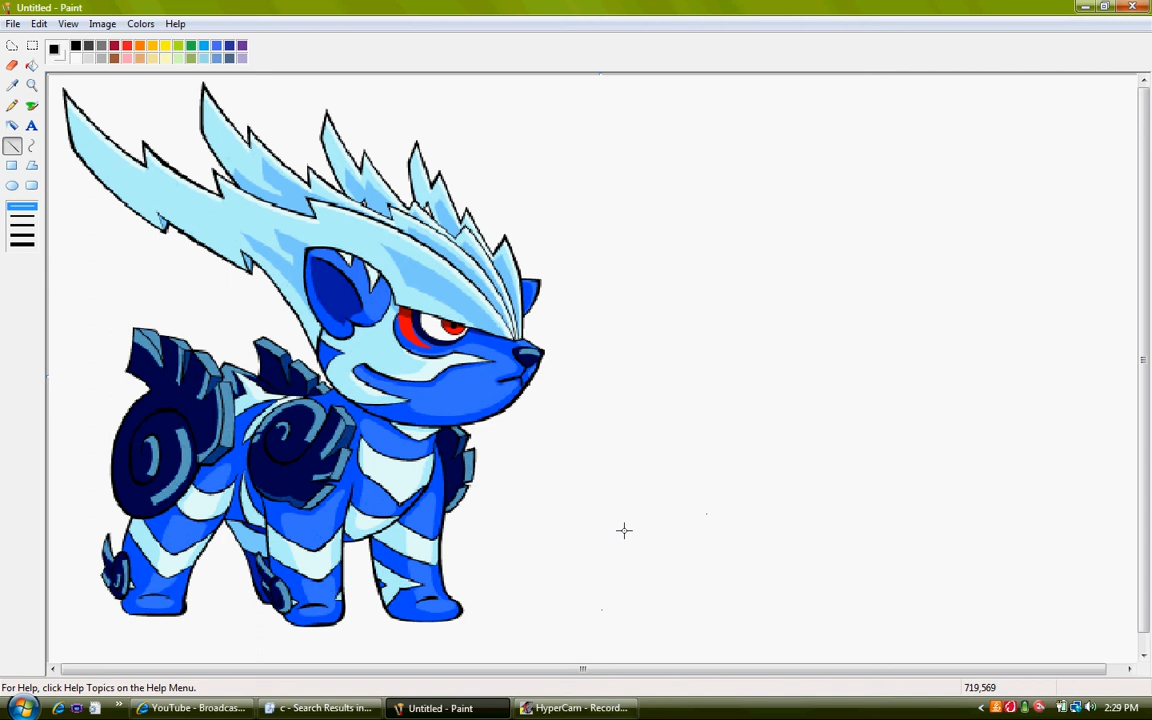 Untitled - Paint
File Edit View Image Colors Help
For Help, click Help Topics on the Help Menu.
719,569
YouTube - Broadcas...
c - Search Results in...
Untitled - Paint
HyperCam - Record...
2:29 PM